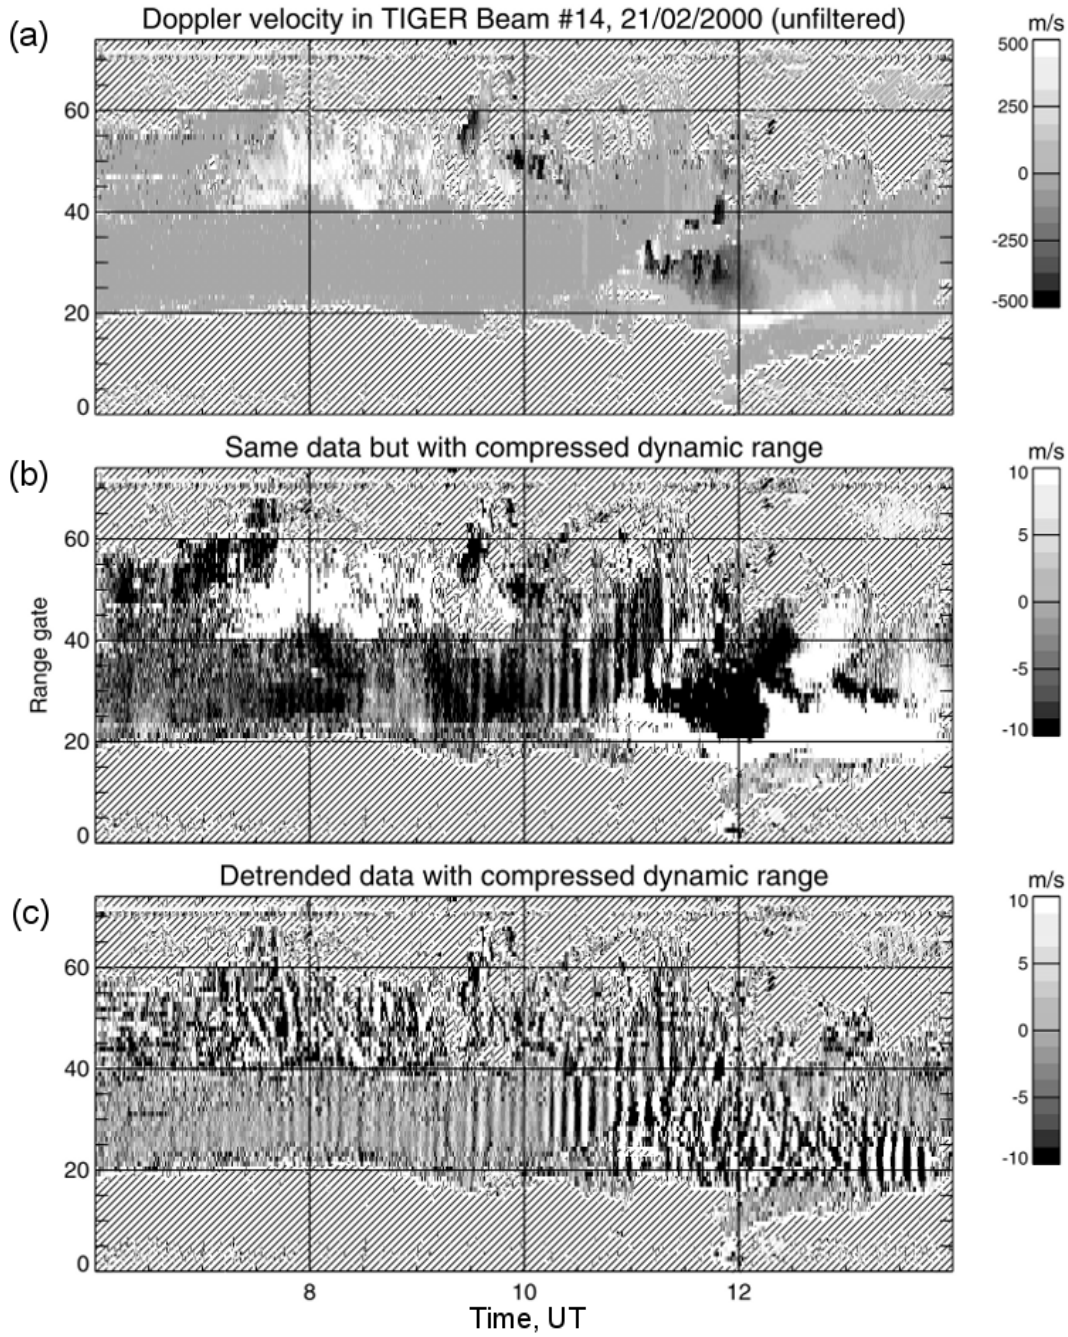 (a)
Doppler velocity in TIGER Beam #14, 21/02/2000 (unfiltered)
m/s
500
250
0
-250
-500
60
40
20
0
(b)
Same data but with compressed dynamic range
m/s
10
5
0
-5
-10
Range gate
60
40
20
0
(c)
Detrended data with compressed dynamic range
m/s
10
5
0
-5
-10
60
40
20
0
8 10 12
Time, UT